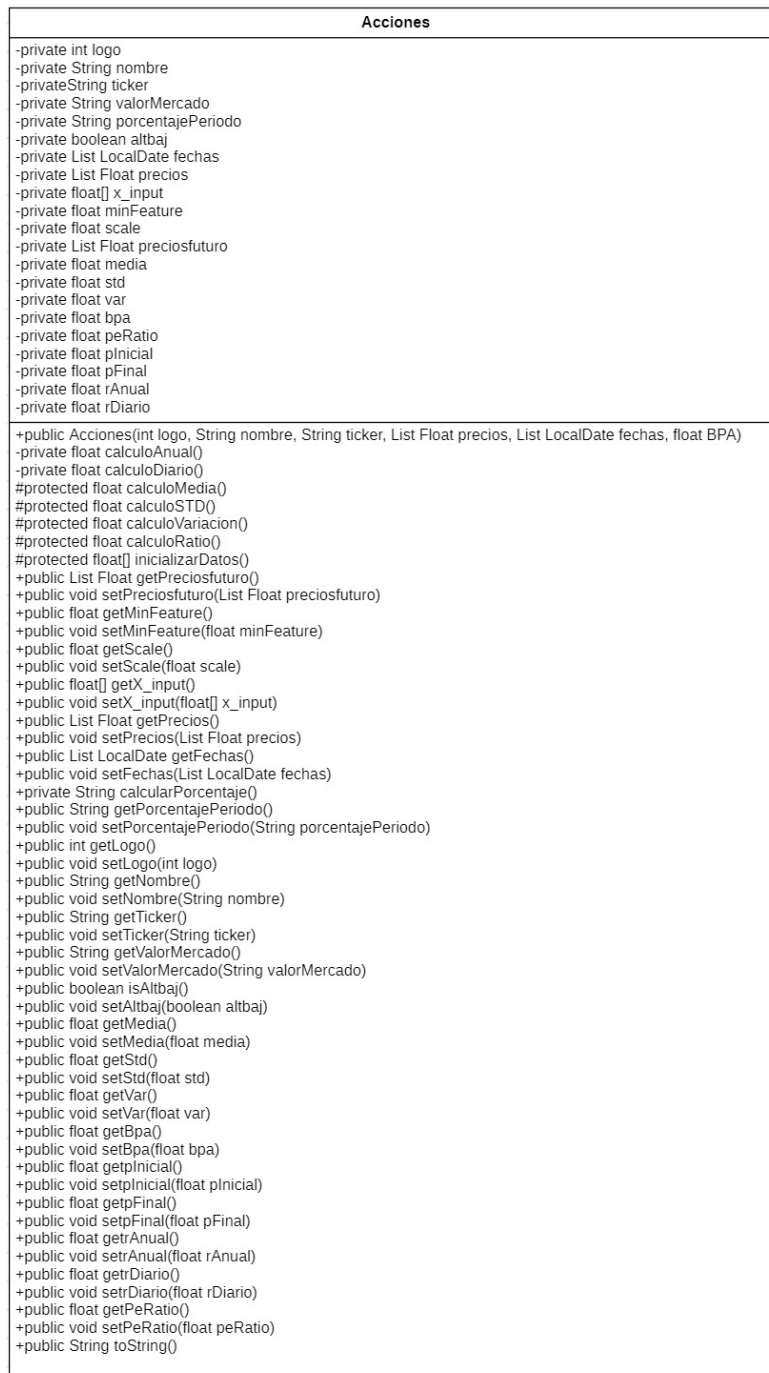 Acciones
-private int logo
-private String nombre
-privateString ticker
-private String valorMercado
-private String porcentajePeriodo
-private boolean altbaj
-private List LocalDate fechas
-private List Float precios
-private float[] x_input
-private float minFeature
-private float scale
-private List Float preciosfuturo
-private float media
-private float std
-private float var
-private float bpa
-private float peRatio
-private float pInicial
-private float pFinal
-private float rAnual
-private float rDiario
+public Acciones(int logo, String nombre, String ticker, List Float precios, List LocalDate fechas, float BPA)
-private float calculoAnual()
-private float calculoDiario()
#protected float calculoMedia()
#protected float calculoSTD()
#protected float calculoVariacion()
#protected float calculoRatio()
#protected float[] inicializarDatos()
+public List Float getPreciosfuturo()
+public void setPreciosfuturo(List Float preciosfuturo)
+public float getMinFeature()
+public void setMinFeature(float minFeature)
+public float getScale()
+public void setScale(float scale)
+public float[] getX_input()
+public void setX_input(float[] x_input)
+public List Float getPrecios()
+public void setPrecios(List Float precios)
+public List LocalDate getFechas()
+public void setFechas(List LocalDate fechas)
+private String calcularPorcentaje()
+public String getPorcentajePeriodo()
+public void setPorcentajePeriodo(String porcentajePeriodo)
+public int getLogo()
+public void setLogo(int logo)
+public String getNombre()
+public void setNombre(String nombre)
+public String getTicker()
+public void setTicker(String ticker)
+public String getValorMercado()
+public void setValorMercado(String valorMercado)
+public boolean isAltbaj()
+public void setAltbaj(boolean altbaj)
+public float getMedia()
+public void setMedia(float media)
+public float getStd()
+public void setStd(float std)
+public float getVar()
+public void setVar(float var)
+public float getBpa()
+public void setBpa(float bpa)
+public float getpInicial()
+public void setpInicial(float pInicial)
+public float getpFinal()
+public void setpFinal(float pFinal)
+public float getrAnual()
+public void setrAnual(float rAnual)
+public float getrDiario()
+public void setrDiario(float rDiario)
+public float getPeRatio()
+public void setPeRatio(float peRatio)
+public String toString()